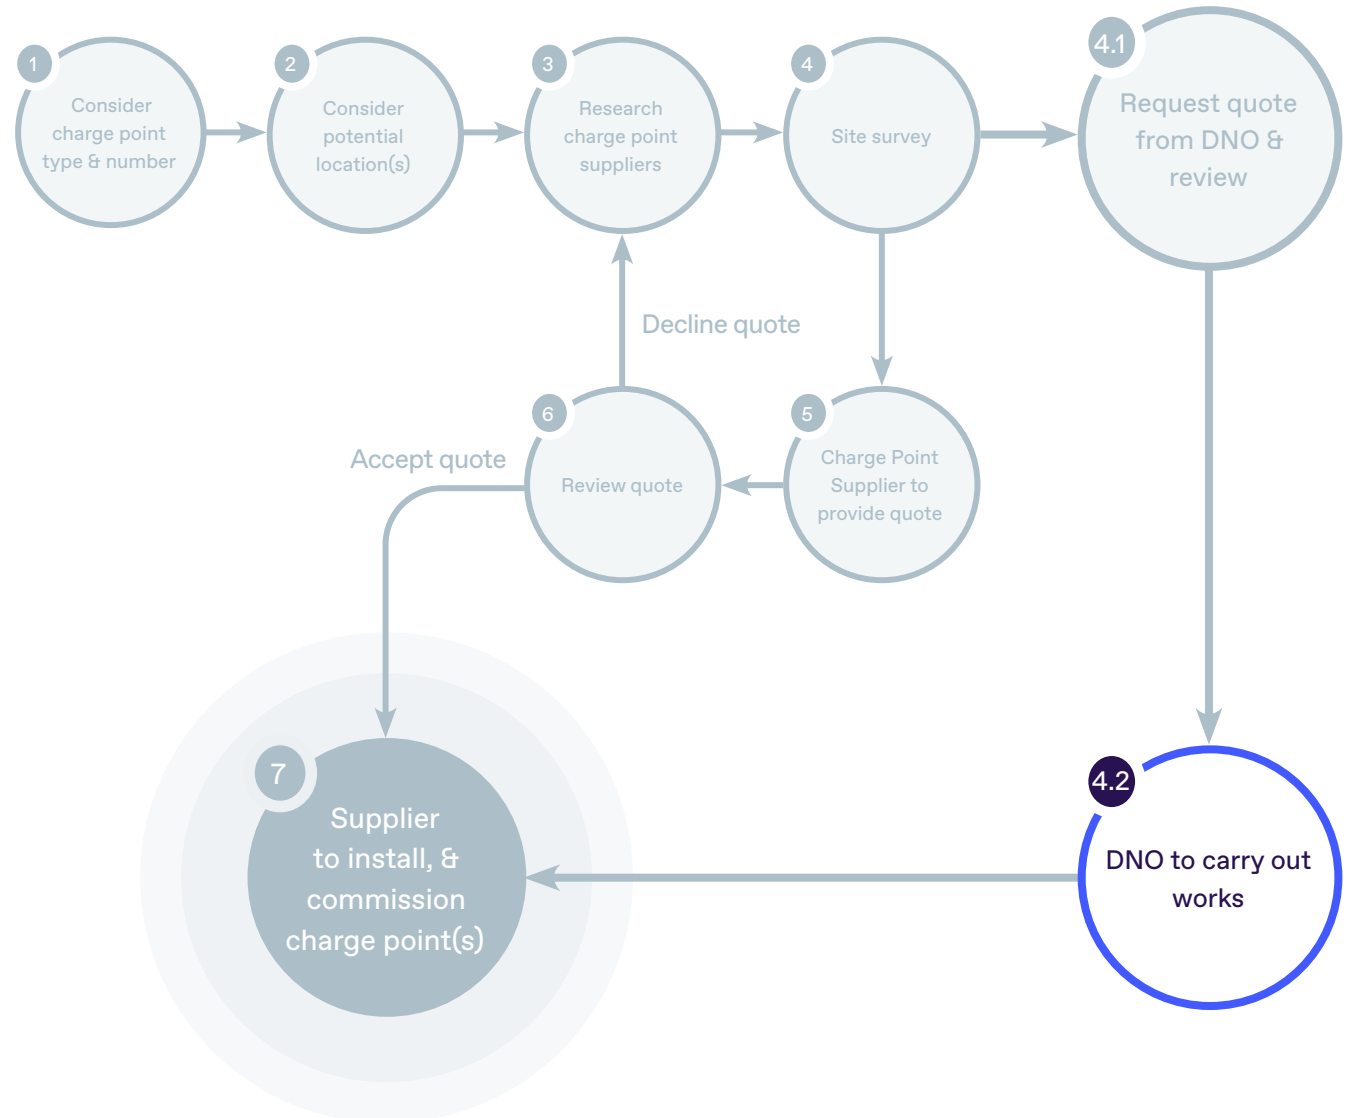 1
Consider
charge point
type & number
2
Consider
potential
location(s)
3
Research
charge point
suppliers
4
Site survey
4.1
Request quote
from DNO &
review
Decline quote
Accept quote
6
Review quote
5
Charge Point
Supplier to
provide quote
7
Supplier
to install, &
commission
charge point(s)
4.2
DNO to carry out
works